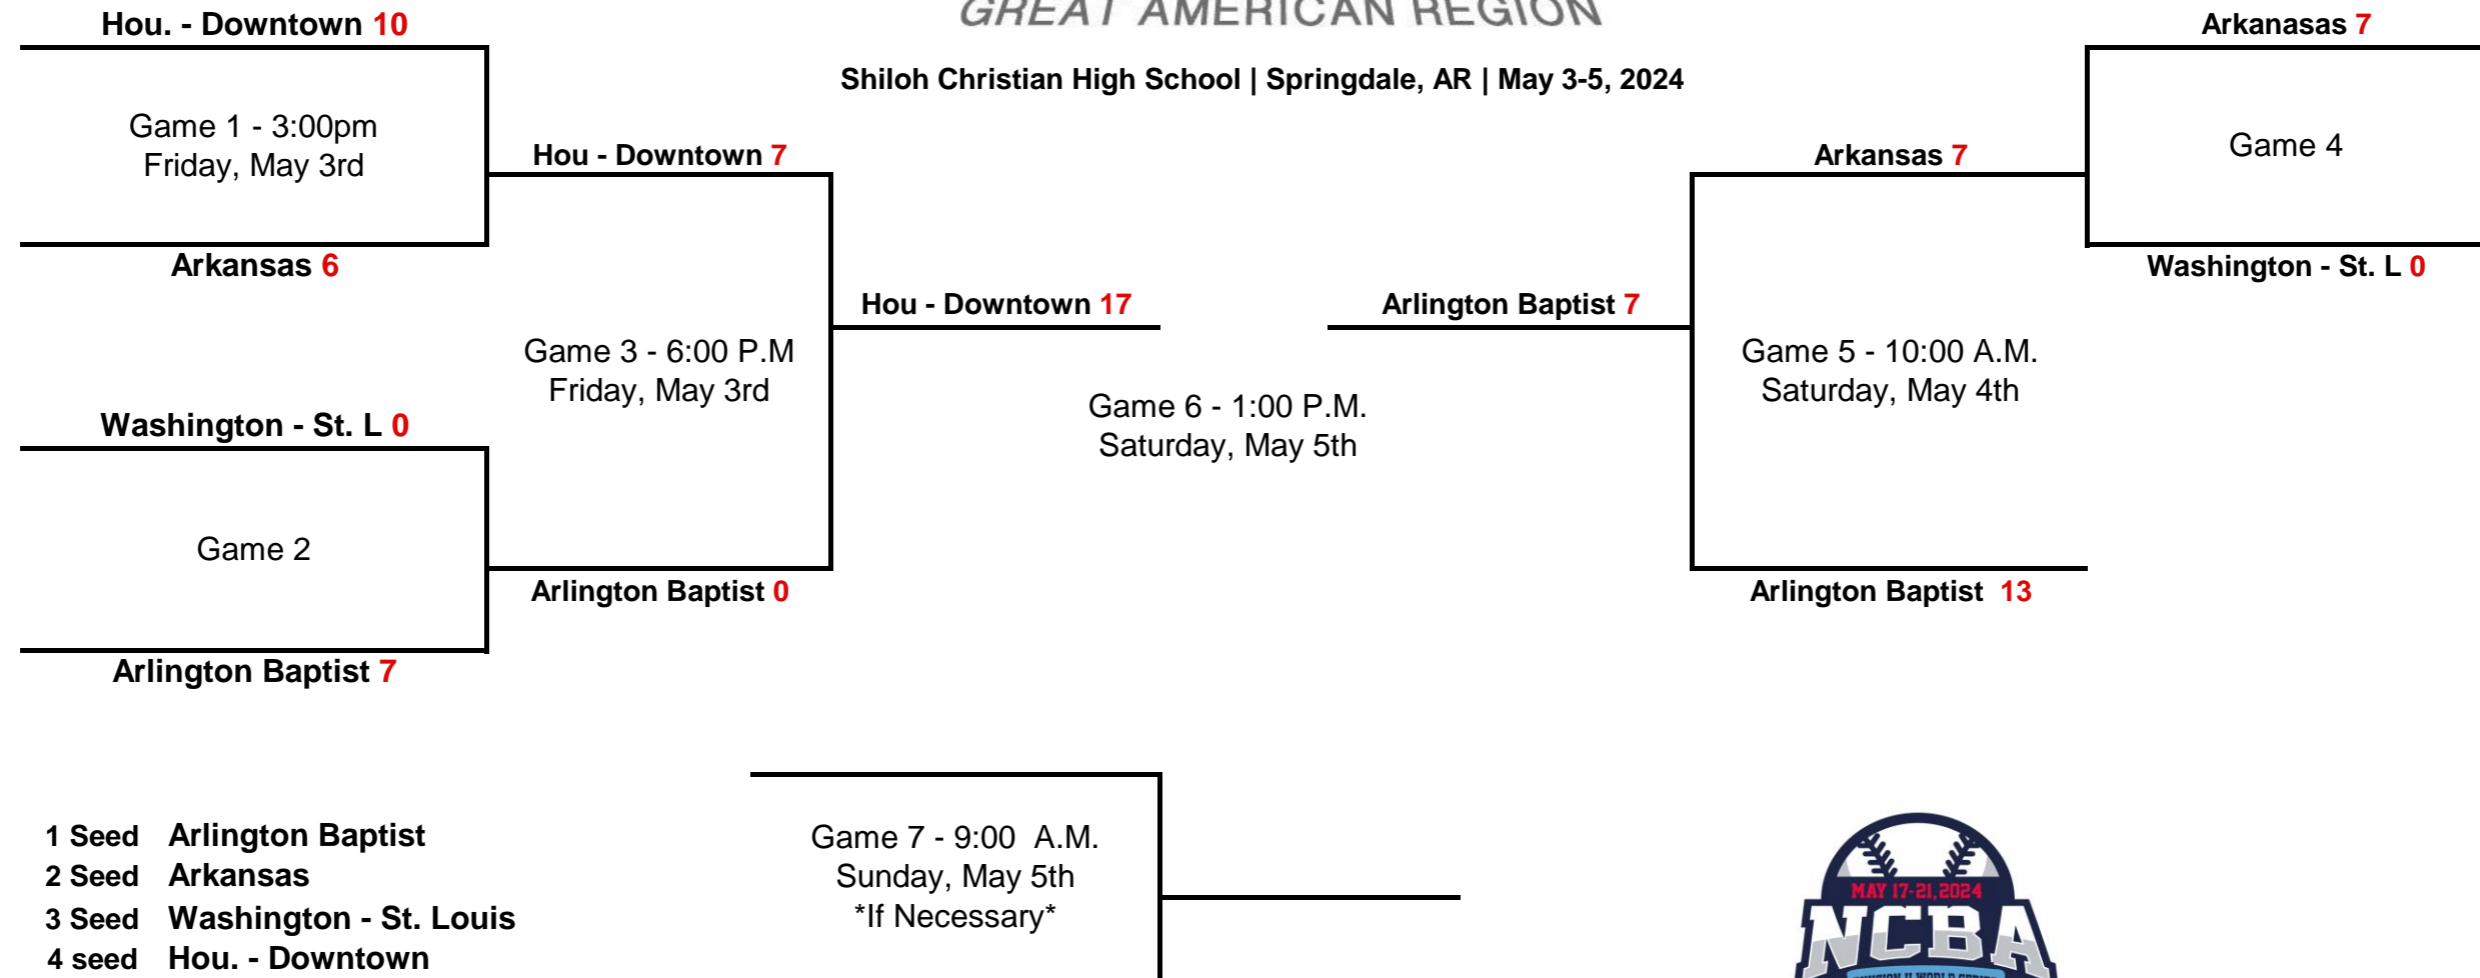 GREAT AMERICAN REGION
Shiloh Christian High School | Springdale, AR | May 3-5, 2024
Hou. - Downtown 10
Game 1 - 3:00pm
Friday, May 3rd
Arkansas 6
Hou - Downtown 7
Game 3 - 6:00 P.M
Friday, May 3rd
Arlington Baptist 0
Washington - St. L 0
Game 2
Arlington Baptist 7
Hou - Downtown 17
Game 6 - 1:00 P.M.
Saturday, May 5th
Arlington Baptist 7
Arkansas 7
Game 5 - 10:00 A.M.
Saturday, May 4th
Arlington Baptist 13
Arkanasas 7
Game 4
Washington - St. L 0
1 Seed Arlington Baptist
2 Seed Arkansas
3 Seed Washington - St. Louis
4 seed Hou. - Downtown
Game 7 - 9:00 A.M.
Sunday, May 5th
*If Necessary*
MAY 17-21, 2024
NCBA
DIVISION II WORLD SERIES